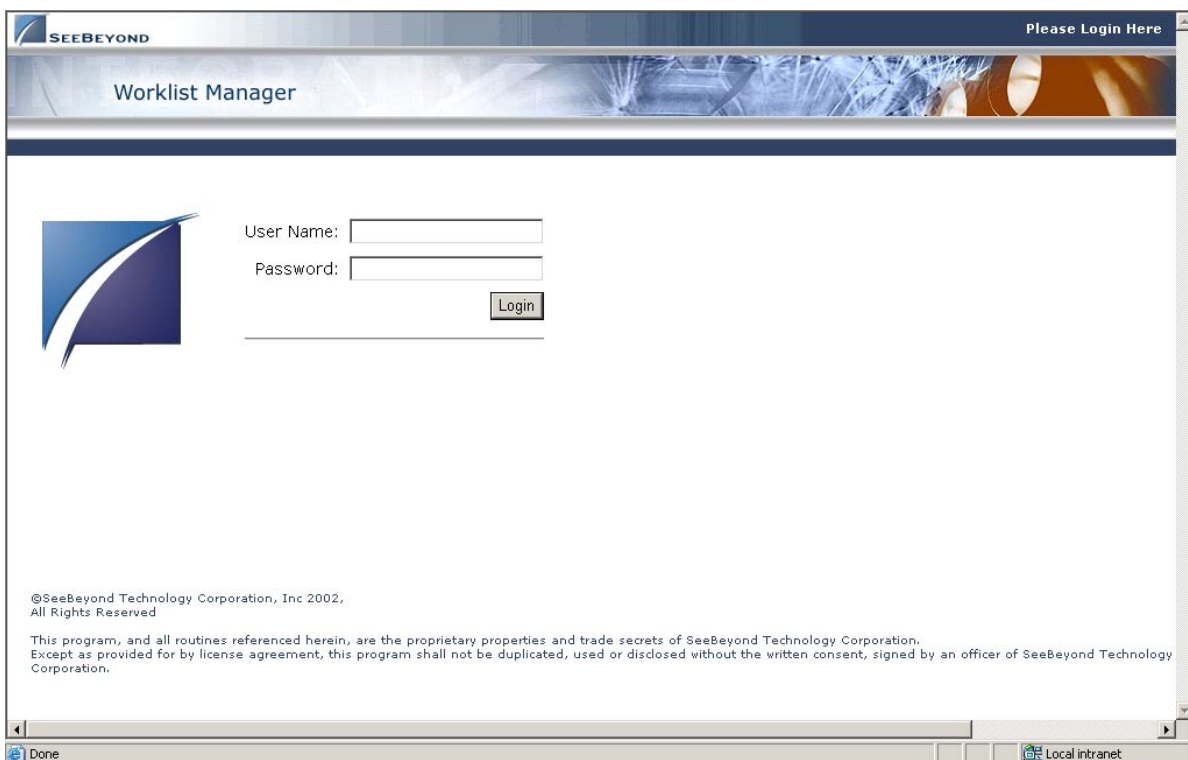 SEEBEYOND
Please Login Here
Worklist Manager
User Name:
Password:
Login
©SeeBeyond Technology Corporation, Inc 2002,
All Rights Reserved
This program, and all routines referenced herein, are the proprietary properties and trade secrets of SeeBeyond Technology Corporation.
Except as provided for by license agreement, this program shall not be duplicated, used or disclosed without the written consent, signed by an officer of SeeBeyond Technology
Corporation.
Done
Local intranet